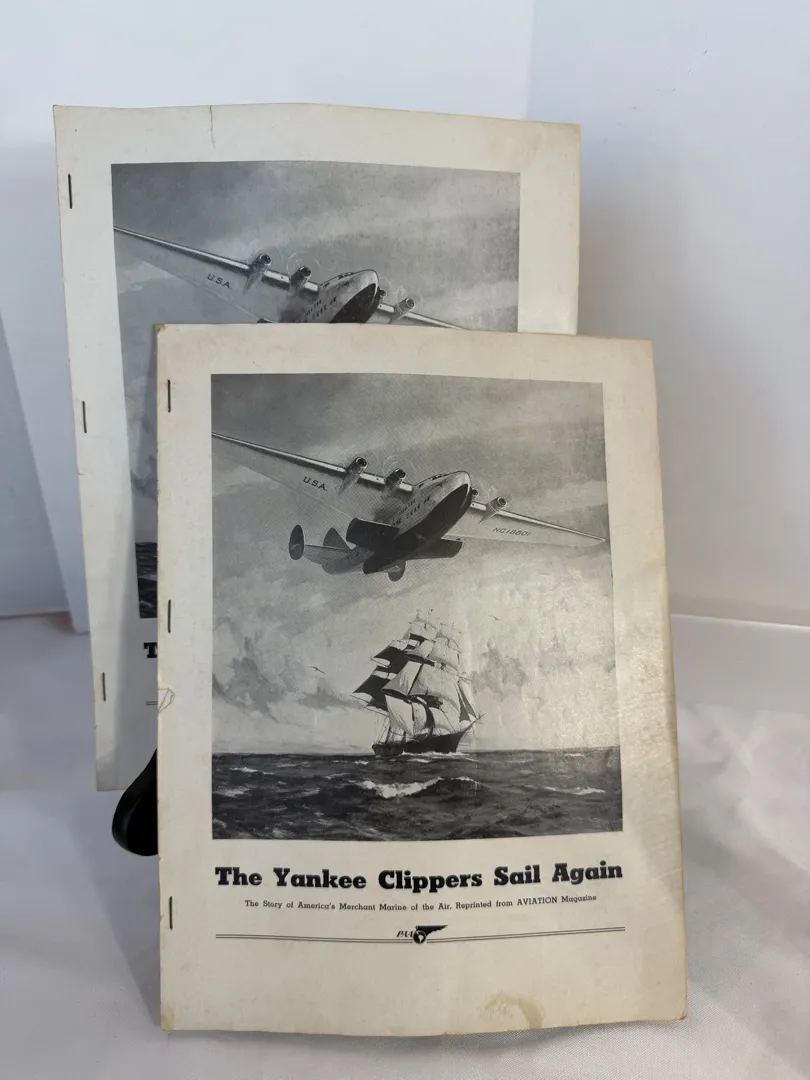 U.S.A.
U.S.A.
NC18601
The Yankee Clippers Sail Again
The Story of America's Merchant Marine of the Air. Reprinted from AVIATION Magazine
PAA
T